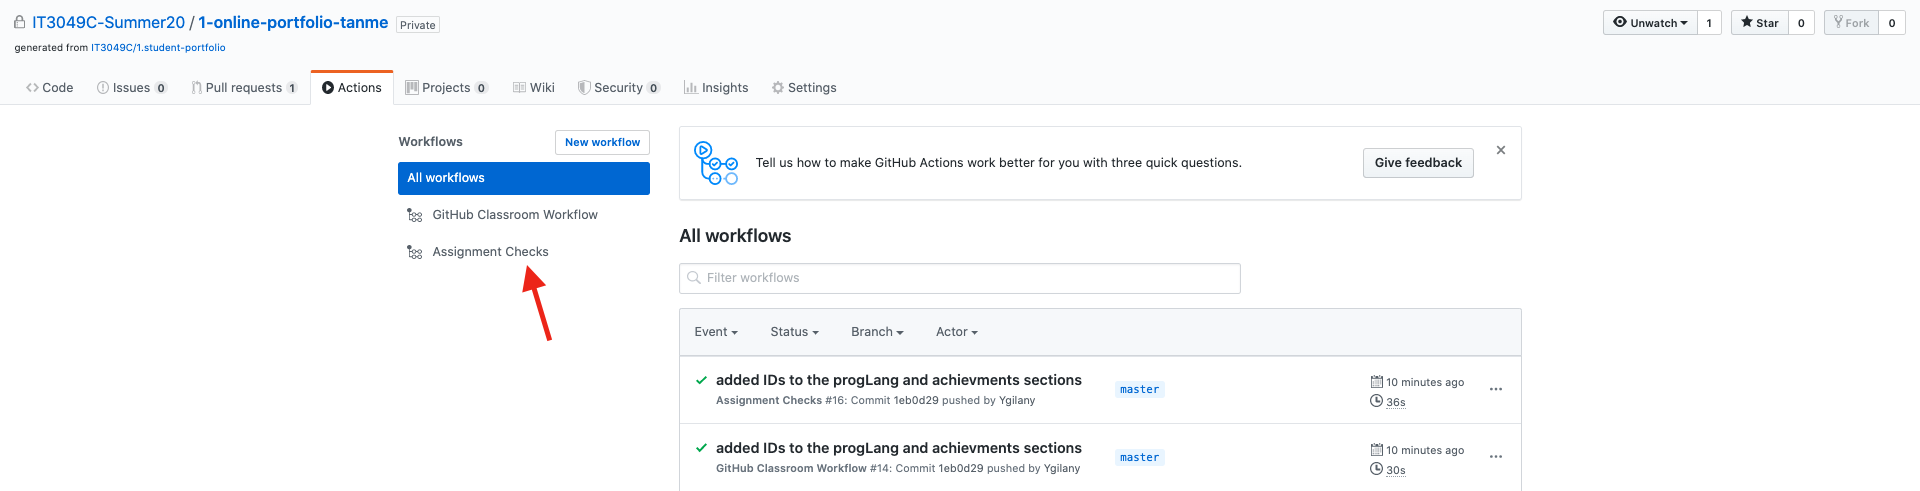 IT3049C-Summer20 / 1-online-portfolio-tanme Private
Unwatch 1 Star 0 Fork 0
generated from IT3049C/1.student-portfolio
Code Issues 0 Pull requests 1 Actions Projects 0 Wiki Security 0 Insights Settings
Workflows New workflow
All workflows
GitHub Classroom Workflow
Assignment Checks
Tell us how to make GitHub Actions work better for you with three quick questions. Give feedback
All workflows
Filter workflows
Event Status Branch Actor
added IDs to the progLang and achievments sections master 10 minutes ago
Assignment Checks #16: Commit 1eb0d29 pushed by Ygilany 36s
added IDs to the progLang and achievments sections master 10 minutes ago
GitHub Classroom Workflow #14: Commit 1eb0d29 pushed by Ygilany 30s